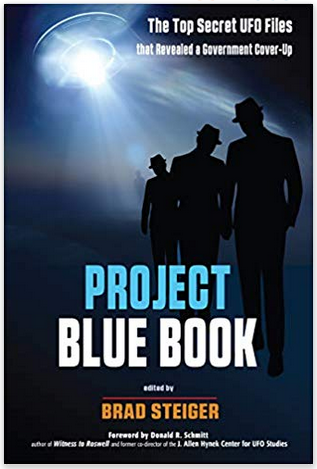 The Top Secret UFO Files
that Revealed a Government Cover-Up
PROJECT
BLUE BOOK
edited by
BRAD STEIGER
Foreword by Donald R. Schmitt
author of Witness to Roswell and former co-director of the J. Allen Hynek Center for UFO Studies